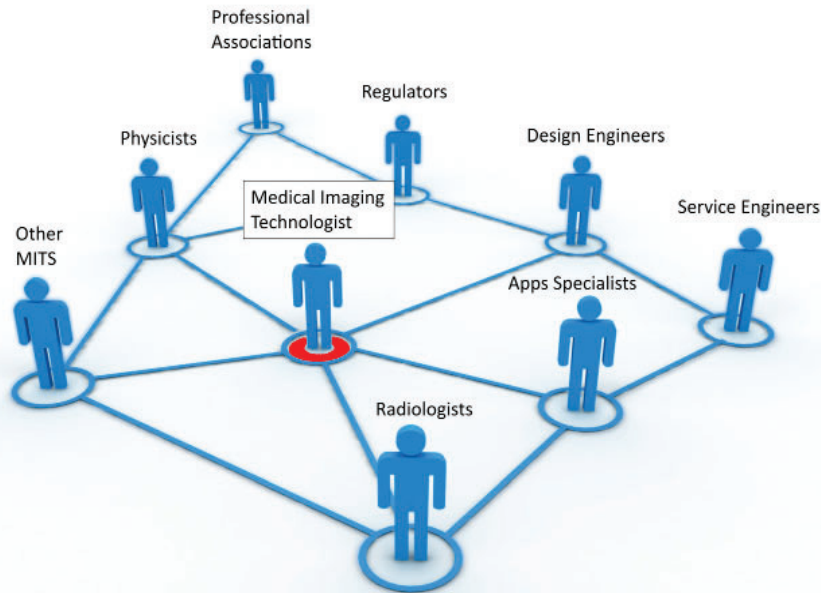 Professional
Associations
Regulators
Physicists
Design Engineers
Medical Imaging
Technologist
Service Engineers
Other
MITS
Apps Specialists
Radiologists